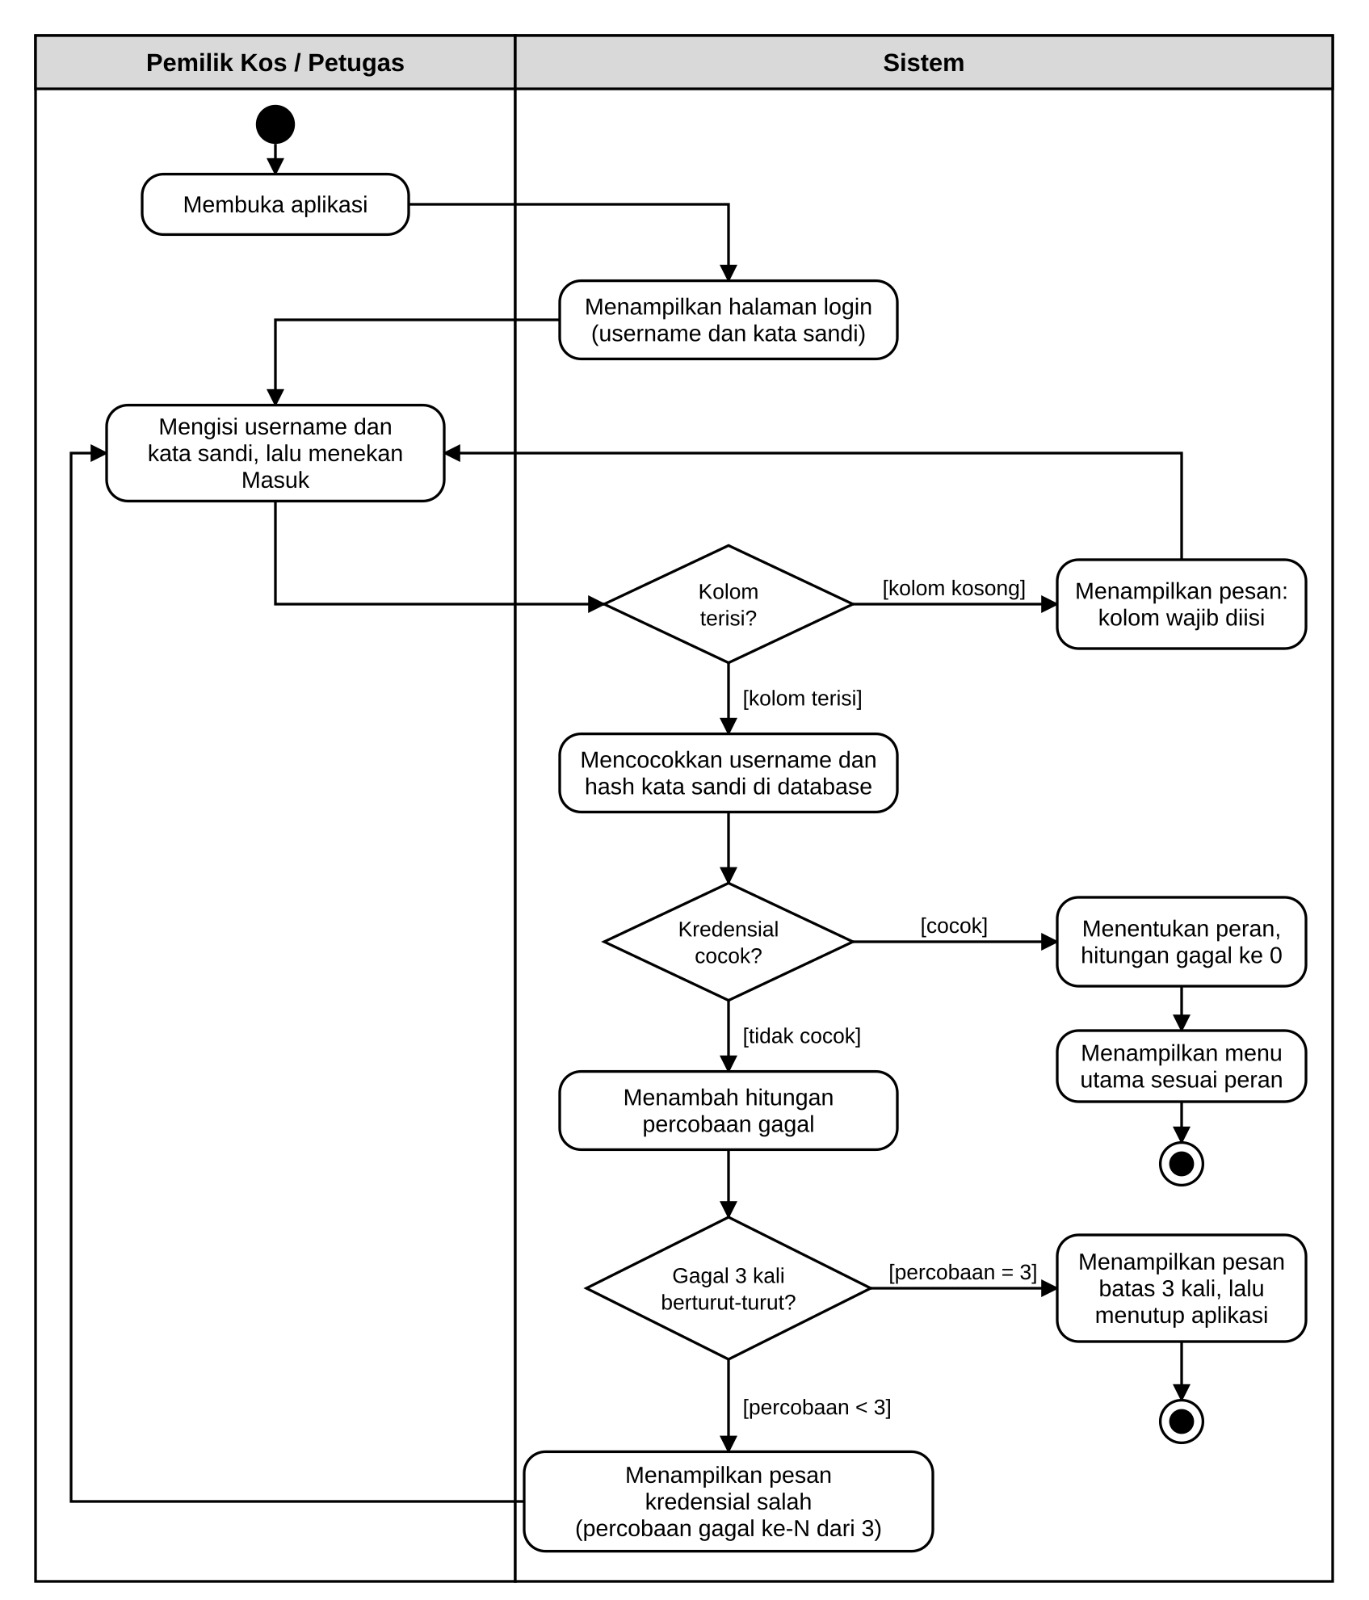 Pemilik Kos / Petugas
Sistem
Membuka aplikasi
Menampilkan halaman login
(username dan kata sandi)
Mengisi username dan
kata sandi, lalu menekan
Masuk
Kolom
terisi?
[kolom kosong]
Menampilkan pesan:
kolom wajib diisi
[kolom terisi]
Mencocokkan username dan
hash kata sandi di database
Kredensial
cocok?
[cocok]
Menentukan peran,
hitungan gagal ke 0
[tidak cocok]
Menampilkan menu
utama sesuai peran
Menambah hitungan
percobaan gagal
Gagal 3 kali
berturut-turut?
[percobaan = 3]
Menampilkan pesan
batas 3 kali, lalu
menutup aplikasi
[percobaan < 3]
Menampilkan pesan
kredensial salah
(percobaan gagal ke-N dari 3)